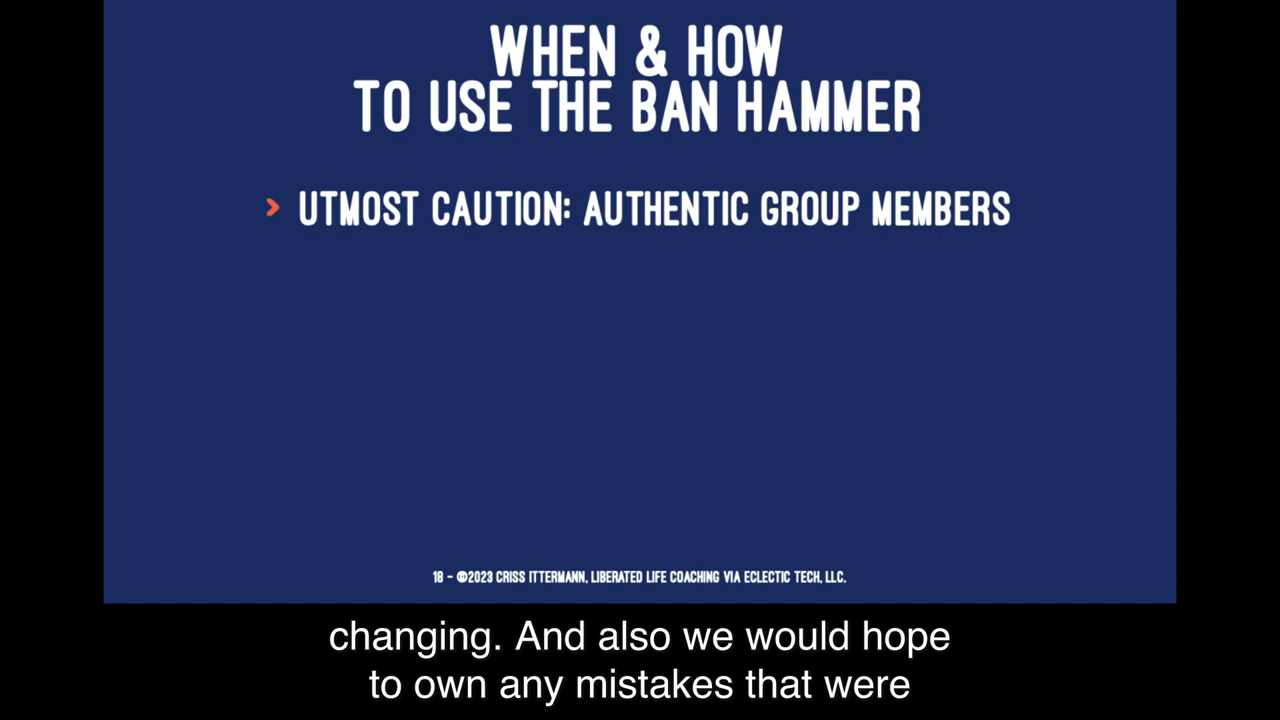 WHEN & HOW
TO USE THE BAN HAMMER
> UTMOST CAUTION: AUTHENTIC GROUP MEMBERS
18 - ©2023 CRISS ITTERMANN, LIBERATED LIFE COACHING VIA ECLECTIC TECH, LLC.
changing. And also we would hope
to own any mistakes that were